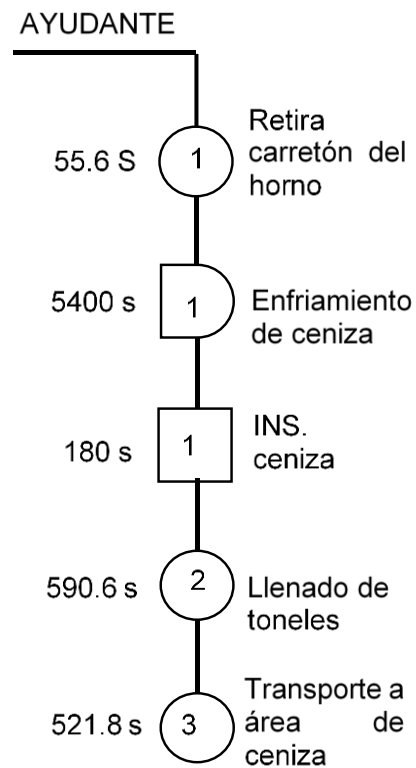 AYUDANTE
Retira
55.6 S 1 carretón del
horno
5400 s 1 Enfriamiento
de ceniza
INS.
180 s 1 ceniza
590.6 s 2 Llenado de
toneles
Transporte a
521.8 s 3 área de
ceniza